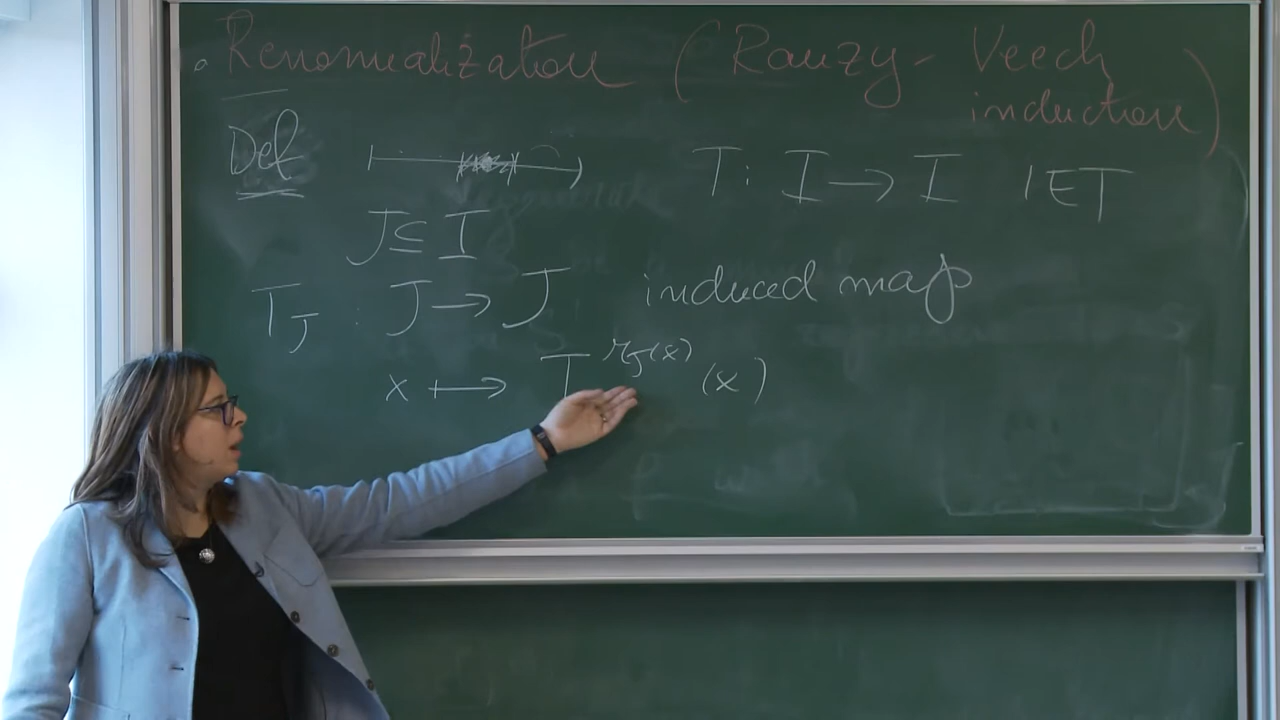 Renormalization (Rauzy-Veech induction)
Def T: I → I IET
J ⊆ I
T_J : J → J induced map
x ↦ T^{r_J(x)} (x)